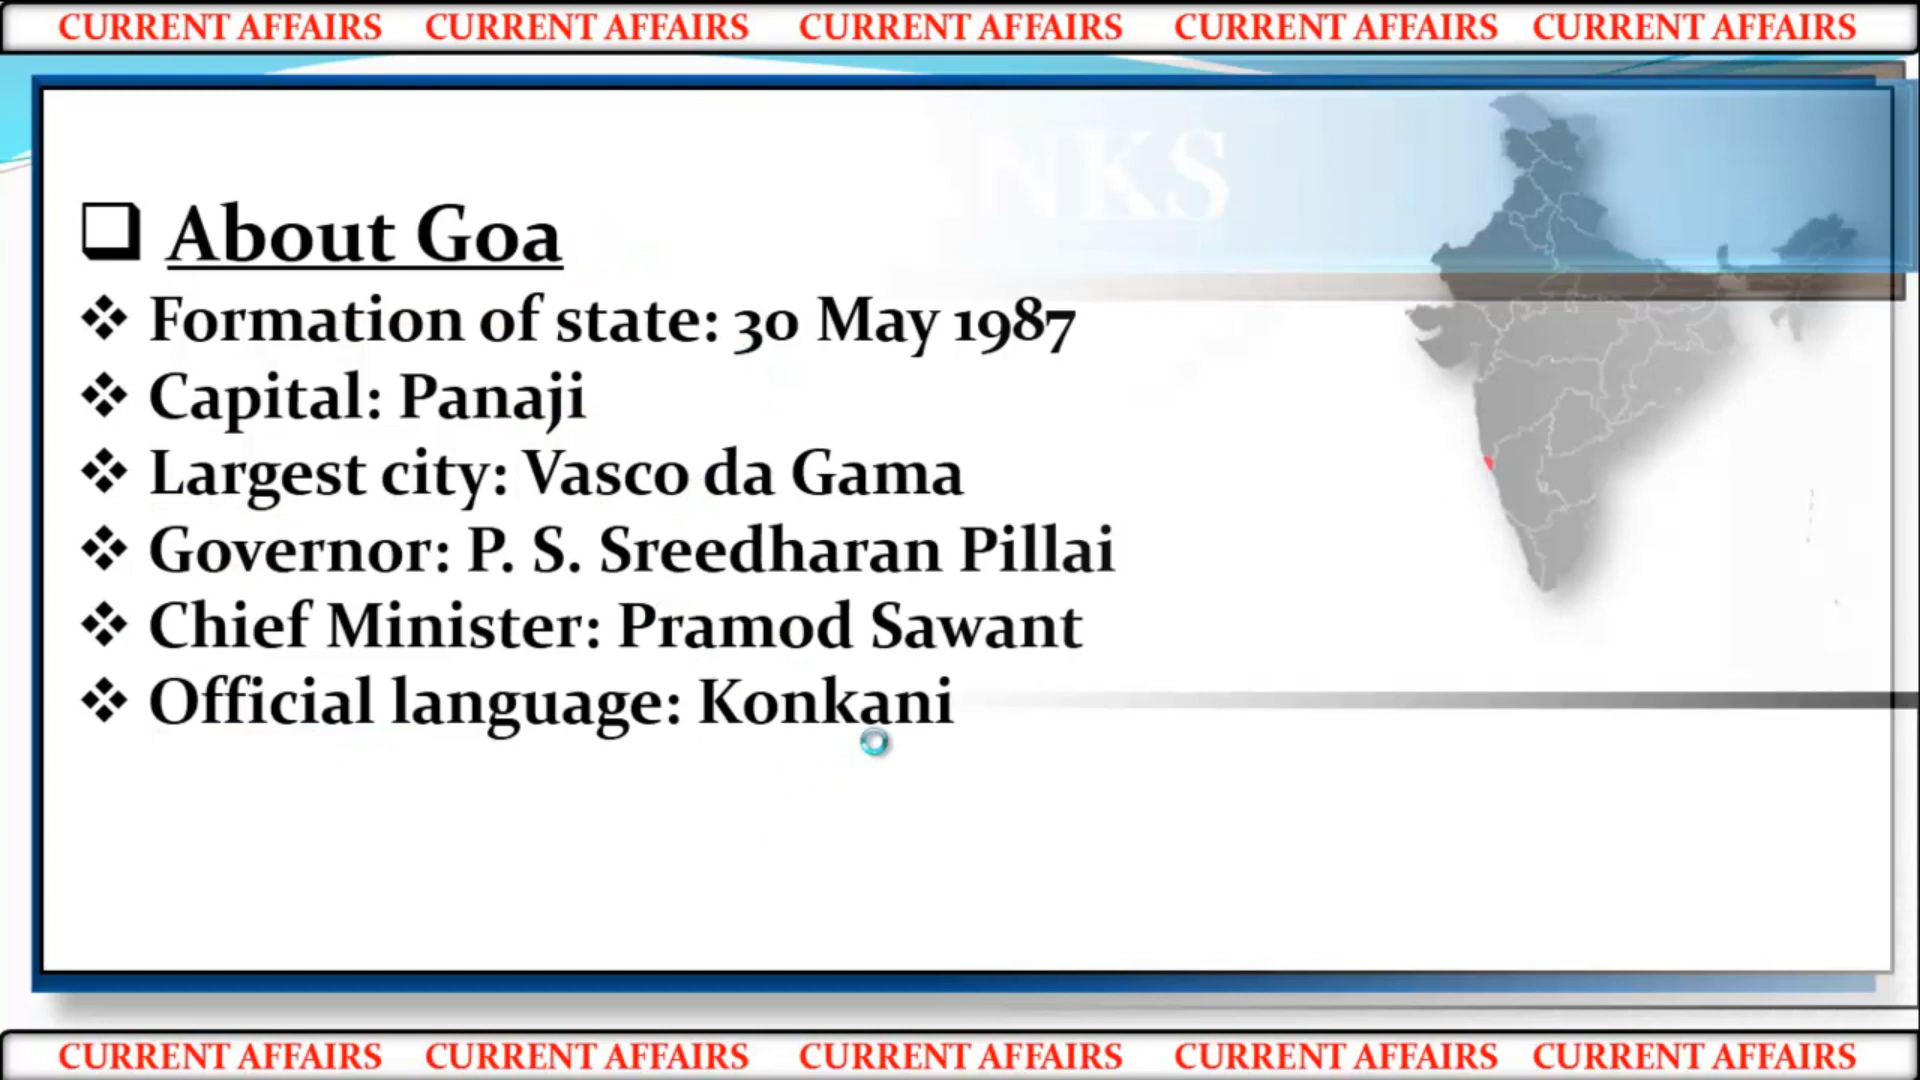 CURRENT AFFAIRS CURRENT AFFAIRS CURRENT AFFAIRS CURRENT AFFAIRS CURRENT AFFAIRS
About Goa
Formation of state: 30 May 1987
Capital: Panaji
Largest city: Vasco da Gama
Governor: P. S. Sreedharan Pillai
Chief Minister: Pramod Sawant
Official language: Konkani
CURRENT AFFAIRS CURRENT AFFAIRS CURRENT AFFAIRS CURRENT AFFAIRS CURRENT AFFAIRS